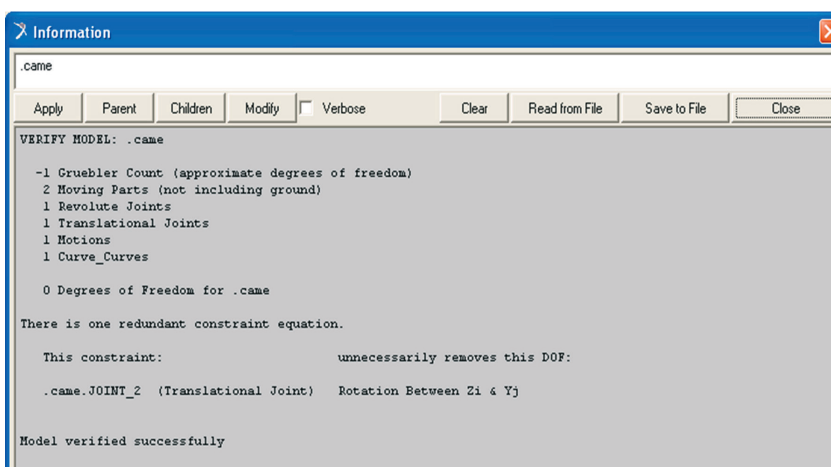 Information
.came
Apply Parent Children Modify Verbose Clear Read from File Save to File Close
VERIFY MODEL: .came
-1 Gruebler Count (approximate degrees of freedom)
2 Moving Parts (not including ground)
1 Revolute Joints
1 Translational Joints
1 Motions
1 Curve_Curves
0 Degrees of Freedom for .came
There is one redundant constraint equation.
This constraint: unnecessarily removes this DOF:
.came.JOINT_2 (Translational Joint) Rotation Between Zi & Yj
Model verified successfully